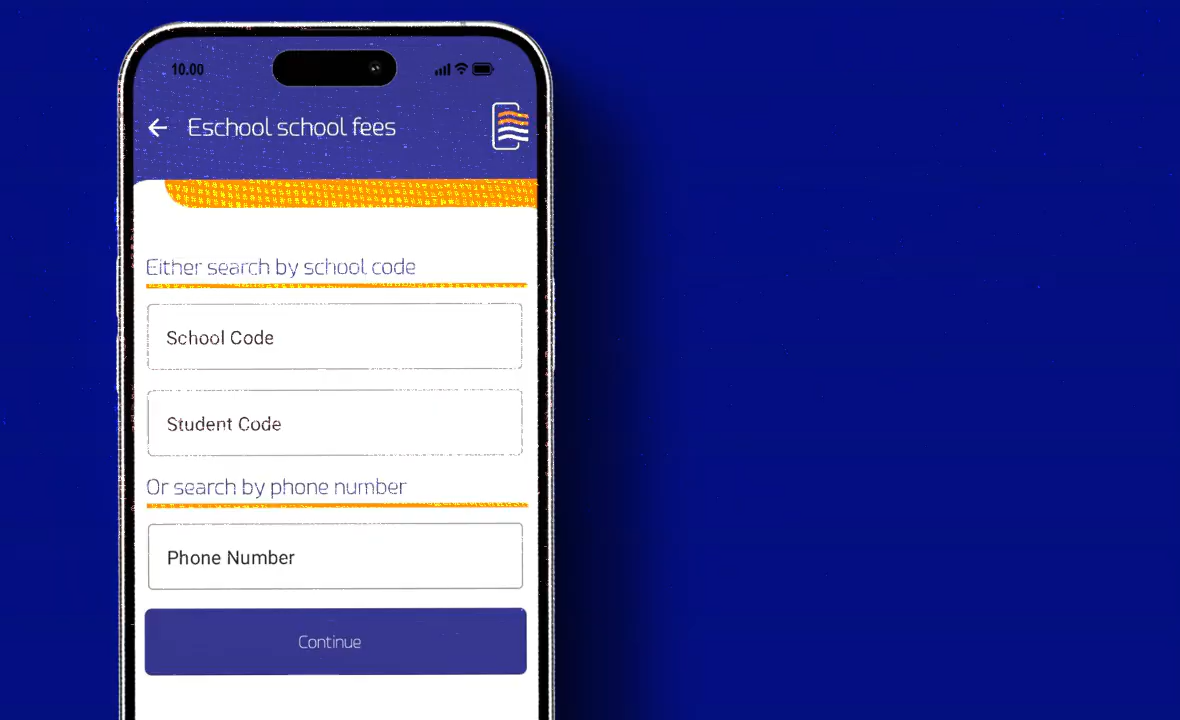 10.00
Eschool school fees
Either search by school code
School Code
Student Code
Or search by phone number
Phone Number
Continue